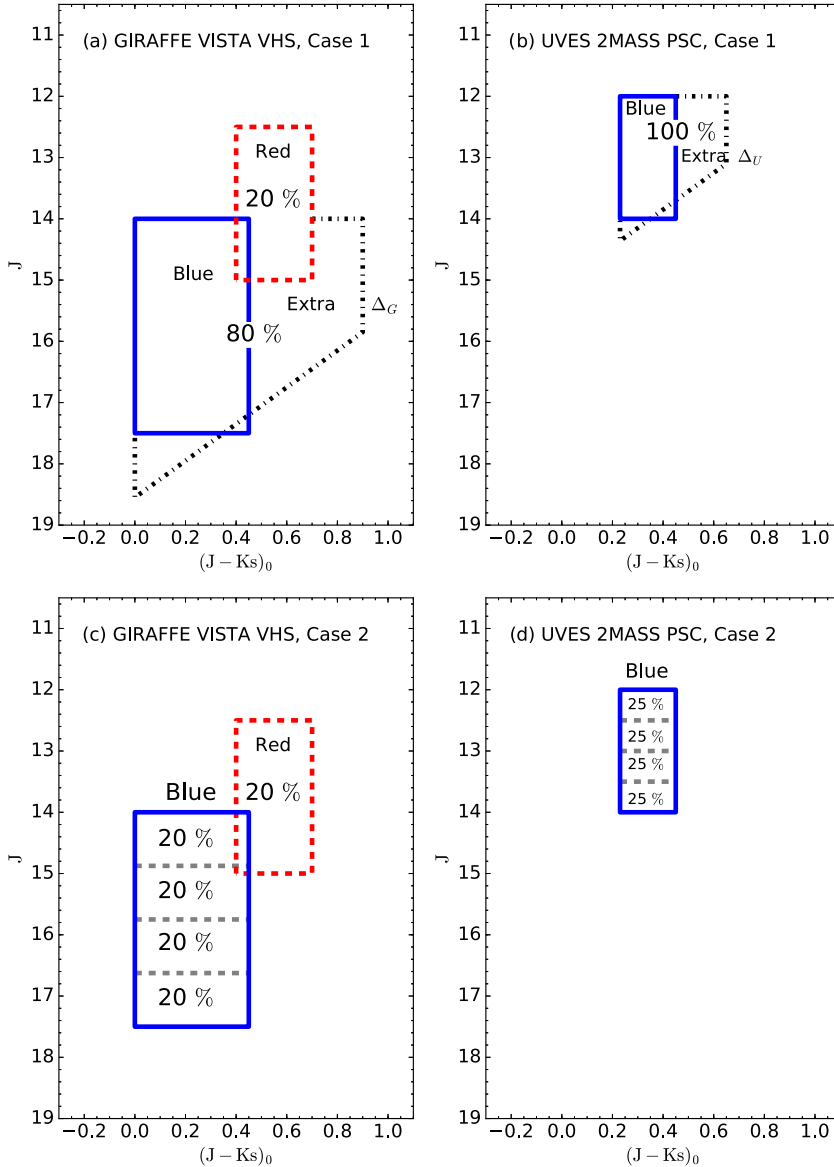 (a) GIRAFFE VISTA VHS, Case 1
11
12
13
14
15
16
17
18
19
J
Red
20 %
Blue
Extra
Δ_G
80 %
−0.2 0.0 0.2 0.4 0.6 0.8 1.0
(J − Ks)₀
(b) UVES 2MASS PSC, Case 1
11
12
13
14
15
16
17
18
19
J
Blue
100 %
Extra Δ_U
−0.2 0.0 0.2 0.4 0.6 0.8 1.0
(J − Ks)₀
(c) GIRAFFE VISTA VHS, Case 2
11
12
13
14
15
16
17
18
19
J
Red
Blue 20 %
20 %
20 %
20 %
20 %
−0.2 0.0 0.2 0.4 0.6 0.8 1.0
(J − Ks)₀
(d) UVES 2MASS PSC, Case 2
11
12
13
14
15
16
17
18
19
J
Blue
25 %
25 %
25 %
25 %
−0.2 0.0 0.2 0.4 0.6 0.8 1.0
(J − Ks)₀